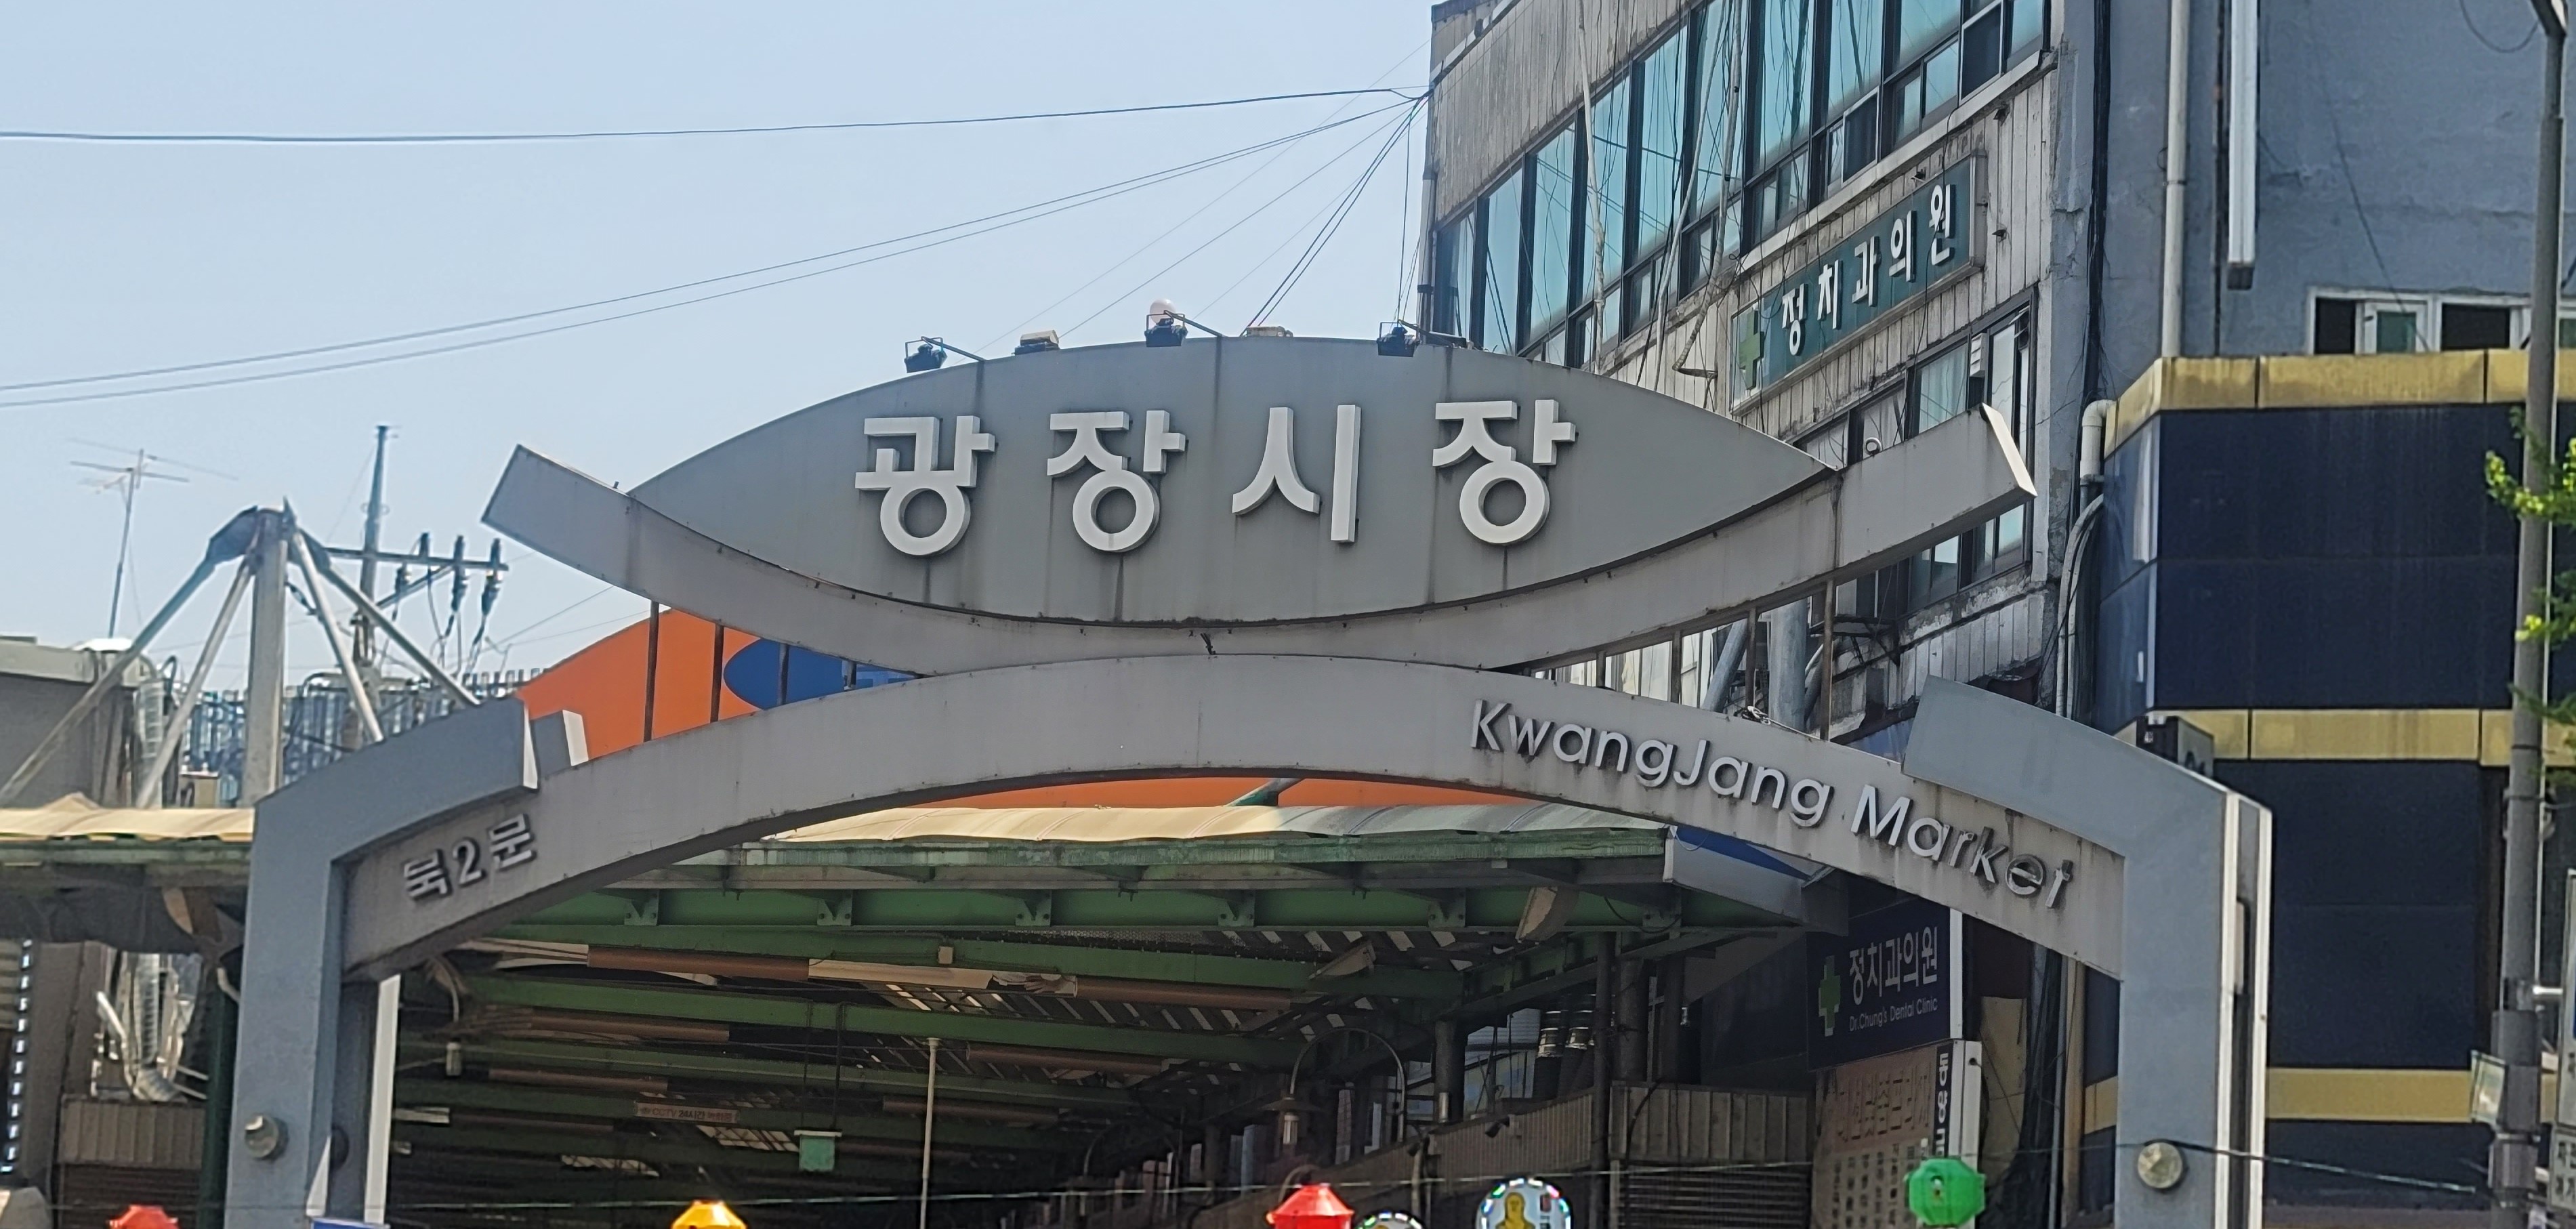 정치과의원
광장시장
KwangJang Market
북2문
정치과의원
Dr.Chung's Dental Clinic